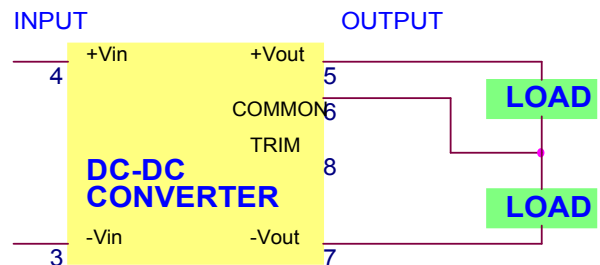 INPUT
OUTPUT
+Vin
+Vout
4
5
LOAD
COMMON
6
TRIM
8
DC-DC
CONVERTER
LOAD
-Vin
-Vout
3
7